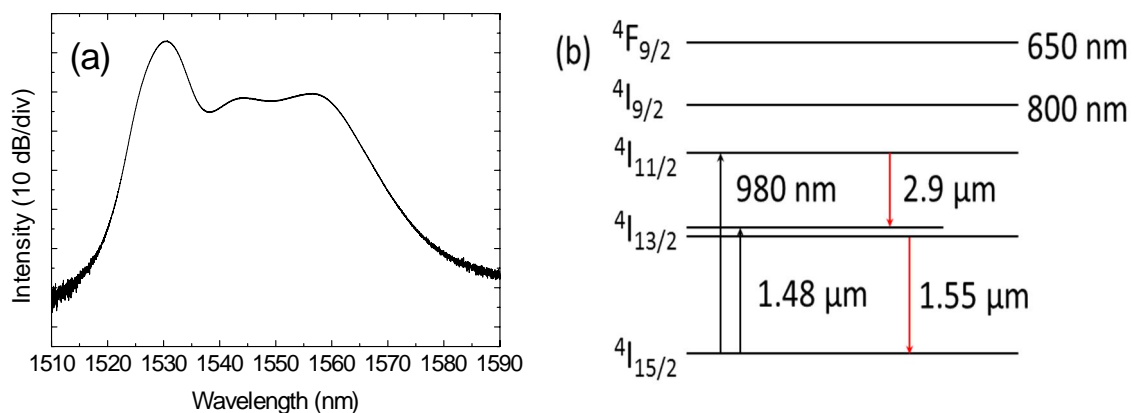 (a)
Intensity (10 dB/div)
1510 1520 1530 1540 1550 1560 1570 1580 1590
Wavelength (nm)
(b)
⁴F₉/₂ 650 nm
⁴I₉/₂ 800 nm
⁴I₁₁/₂
980 nm 2.9 μm
⁴I₁₃/₂
1.48 μm 1.55 μm
⁴I₁₅/₂